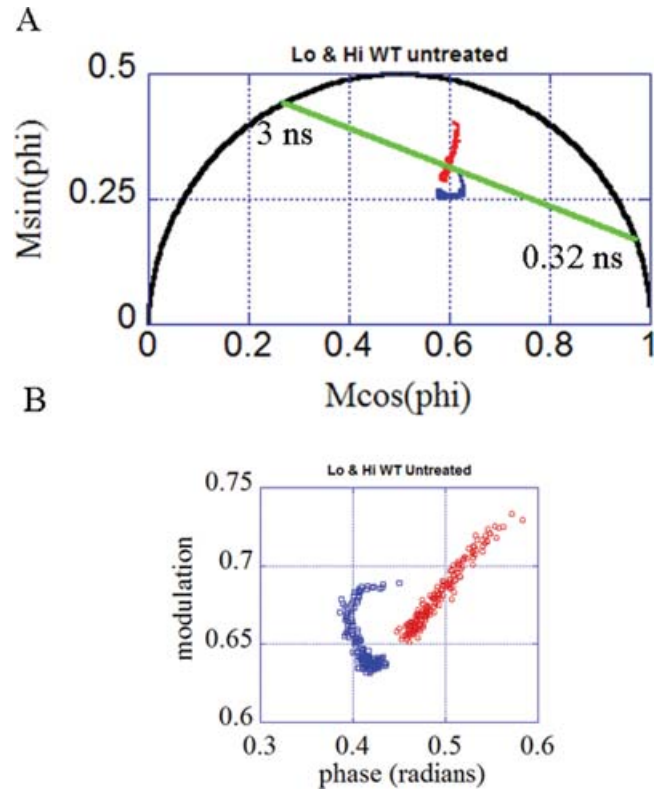 A
Lo & Hi WT untreated
0.5
3 ns
Msin(phi)
0.25
0.32 ns
0
0 0.2 0.4 0.6 0.8 1
Mcos(phi)
B
Lo & Hi WT Untreated
0.75
0.7
modulation
0.65
0.6
0.3 0.4 0.5 0.6
phase (radians)